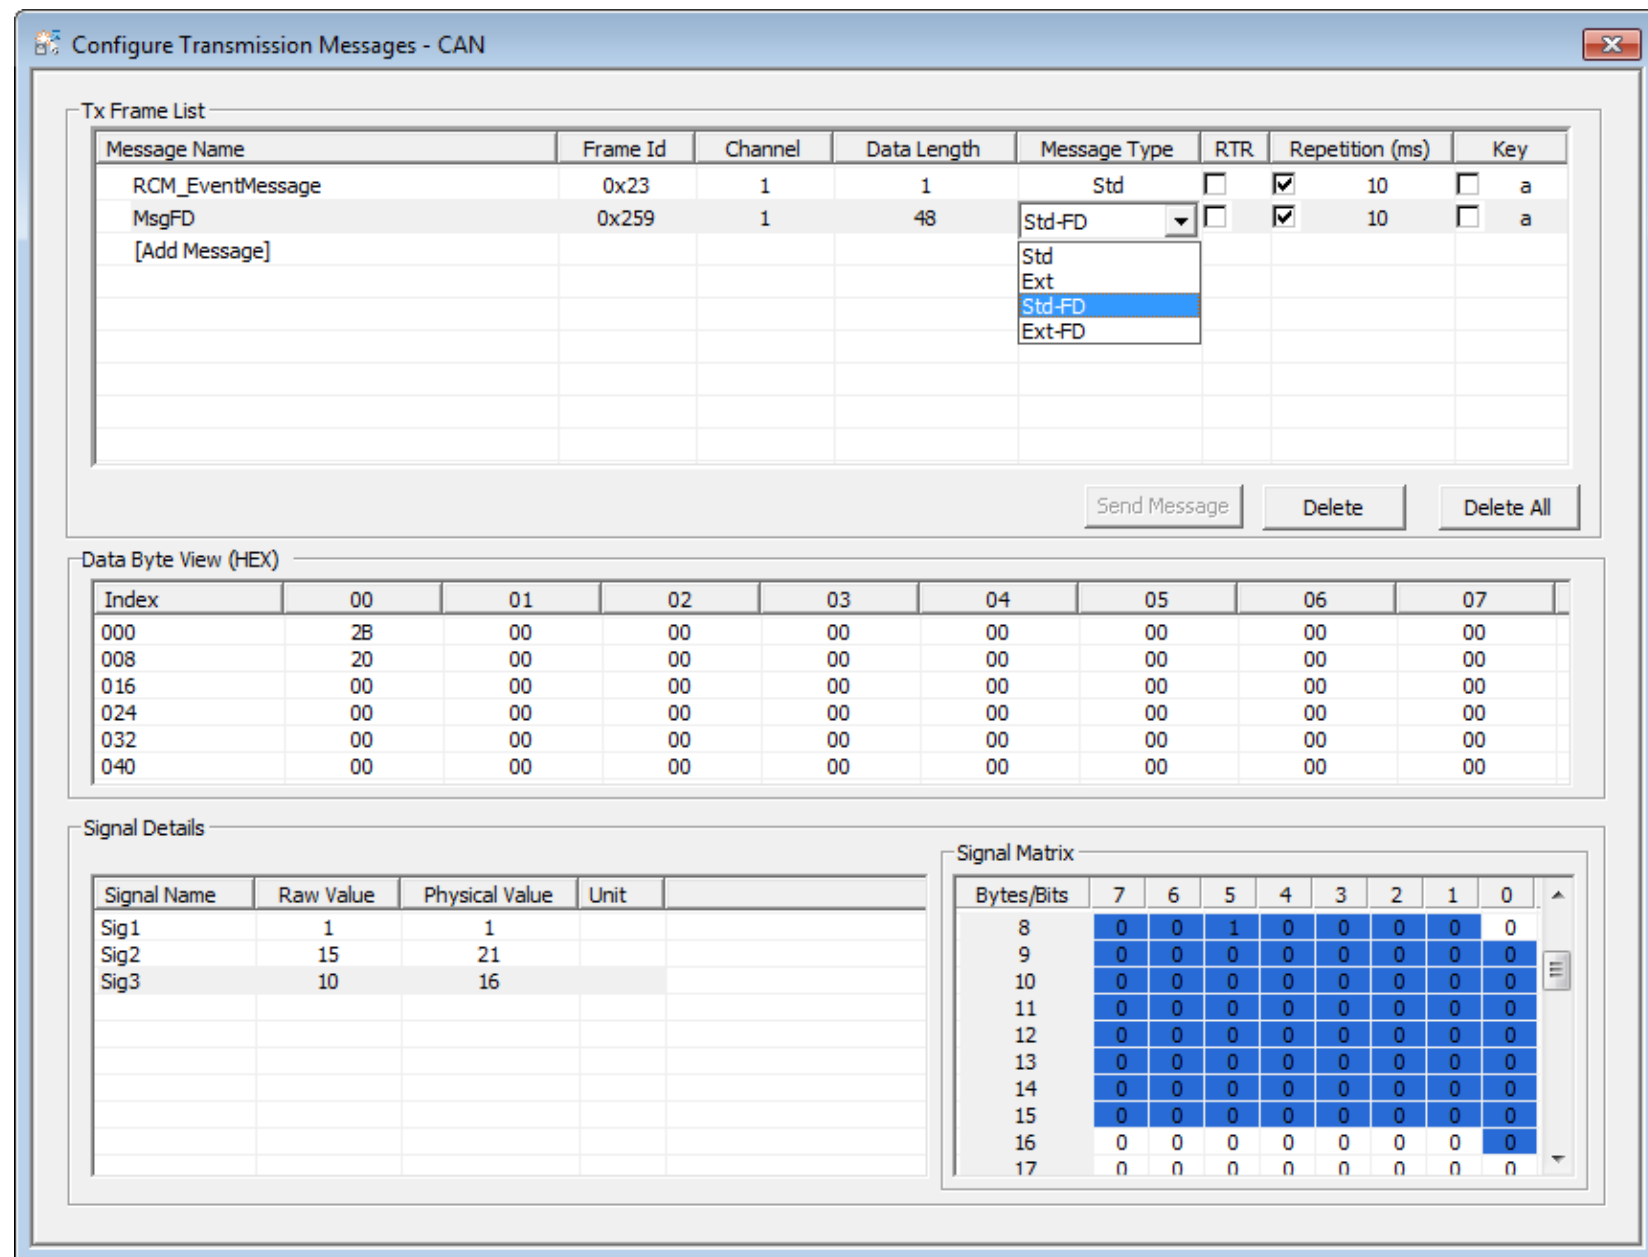 Configure Transmission Messages - CAN
Tx Frame List
Message Name Frame Id Channel Data Length Message Type RTR Repetition (ms) Key
RCM_EventMessage 0x23 1 1 Std 10 a
MsgFD 0x259 1 48 Std-FD 10 a
[Add Message]
Std
Ext
Std-FD
Ext-FD
Send Message Delete Delete All
Data Byte View (HEX)
Index 00 01 02 03 04 05 06 07
000 2B 00 00 00 00 00 00 00
008 20 00 00 00 00 00 00 00
016 00 00 00 00 00 00 00 00
024 00 00 00 00 00 00 00 00
032 00 00 00 00 00 00 00 00
040 00 00 00 00 00 00 00 00
Signal Details
Signal Name Raw Value Physical Value Unit
Sig1 1 1
Sig2 15 21
Sig3 10 16
Signal Matrix
Bytes/Bits 7 6 5 4 3 2 1 0
8 0 0 1 0 0 0 0 0
9 0 0 0 0 0 0 0 0
10 0 0 0 0 0 0 0 0
11 0 0 0 0 0 0 0 0
12 0 0 0 0 0 0 0 0
13 0 0 0 0 0 0 0 0
14 0 0 0 0 0 0 0 0
15 0 0 0 0 0 0 0 0
16 0 0 0 0 0 0 0 0
17 0 0 0 0 0 0 0 0